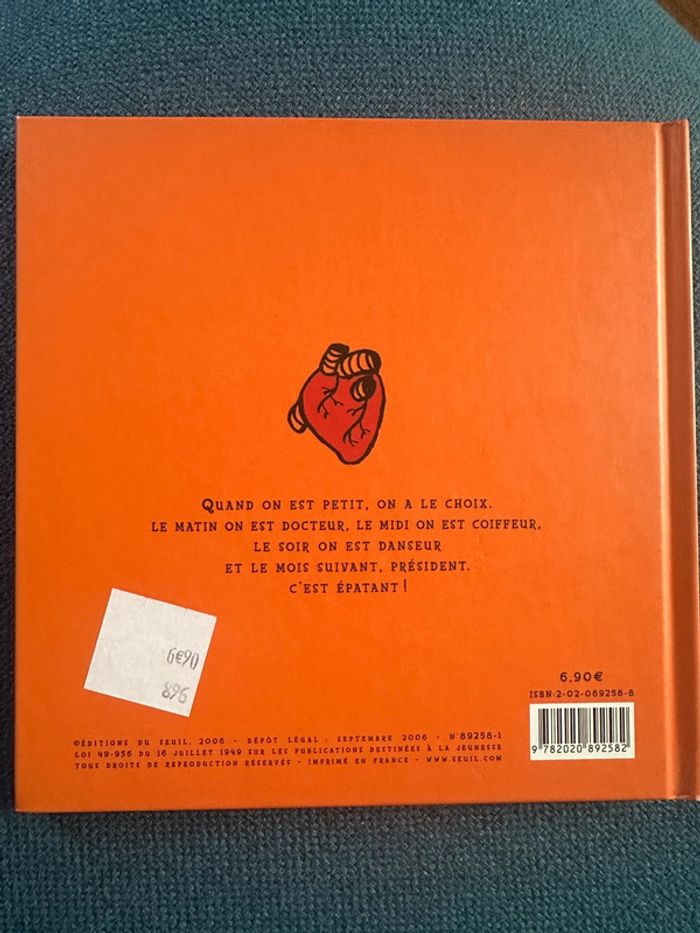 QUAND ON EST PETIT, ON A LE CHOIX.
LE MATIN ON EST DOCTEUR, LE MIDI ON EST COIFFEUR,
LE SOIR ON EST DANSEUR
ET LE MOIS SUIVANT, PRÉSIDENT.
C'EST ÉPATANT !
6€90
896
6,90€
ISBN:2-02-089258-8
9 782020 892582
©ÉDITIONS DU SEUIL, 2006 - DÉPÔT LÉGAL : SEPTEMBRE 2006 - N°89258-1
LOI 49-956 DU 16 JUILLET 1949 SUR LES PUBLICATIONS DESTINÉES À LA JEUNESSE
TOUS DROITS DE REPRODUCTION RÉSERVÉS - IMPRIMÉ EN FRANCE - WWW.SEUIL.COM